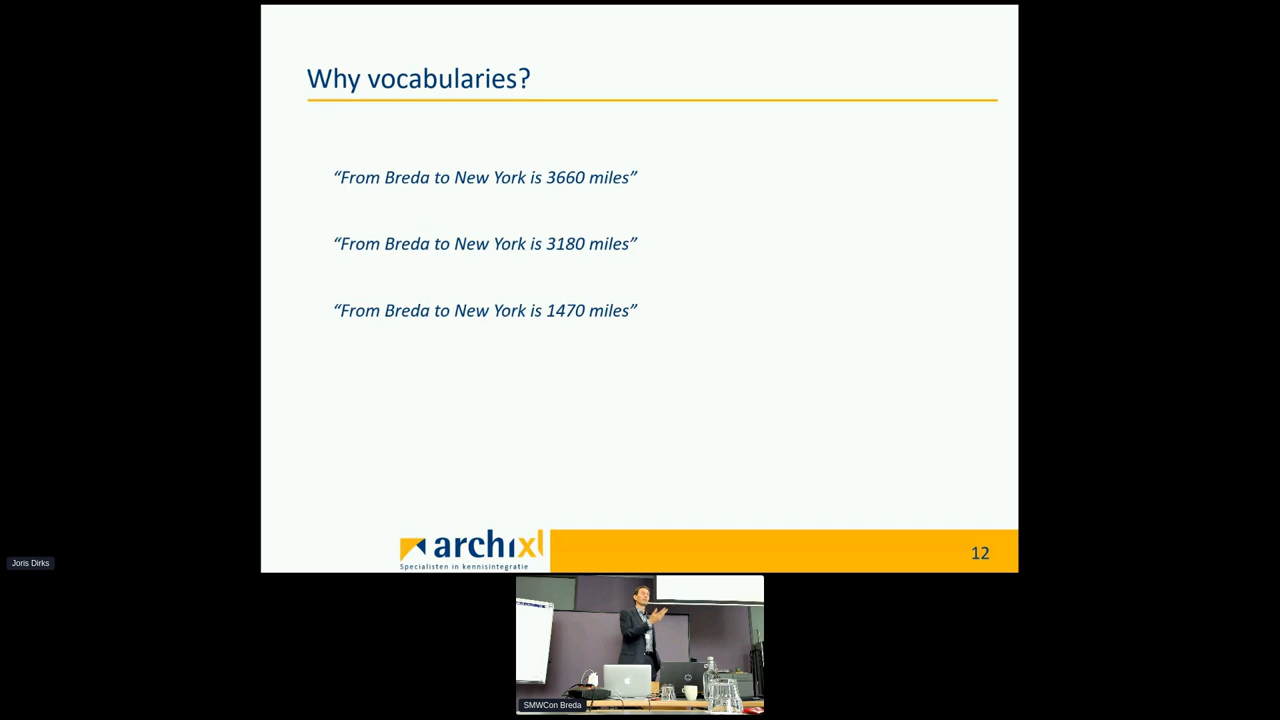 Why vocabularies?
“From Breda to New York is 3660 miles”
“From Breda to New York is 3180 miles”
“From Breda to New York is 1470 miles”
archixl
Specialisten in kennisintegratie
12
Joris Dirks
SMWCon Breda